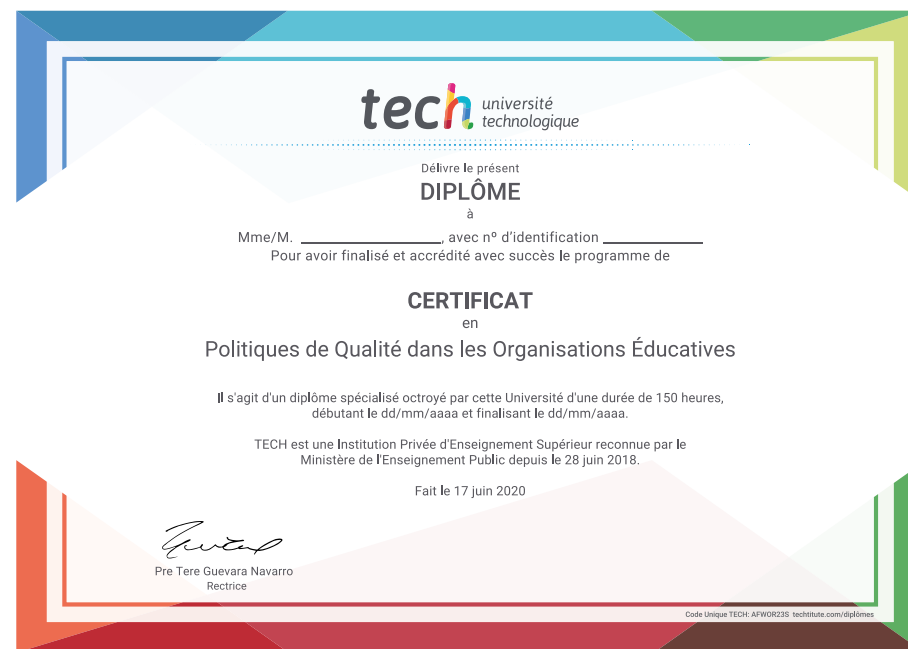 tech université
technologique
Délivre le présent
DIPLÔME
à
Mme/M. ____________________, avec nº d'identification ______________
Pour avoir finalisé et accrédité avec succès le programme de
CERTIFICAT
en
Politiques de Qualité dans les Organisations Éducatives
Il s'agit d'un diplôme spécialisé octroyé par cette Université d'une durée de 150 heures,
débutant le dd/mm/aaaa et finalisant le dd/mm/aaaa.
TECH est une Institution Privée d'Enseignement Supérieur reconnue par le
Ministère de l'Enseignement Public depuis le 28 juin 2018.
Fait le 17 juin 2020
Pre Tere Guevara Navarro
Rectrice
Code Unique TECH: AFWOR23S techtitute.com/diplômes